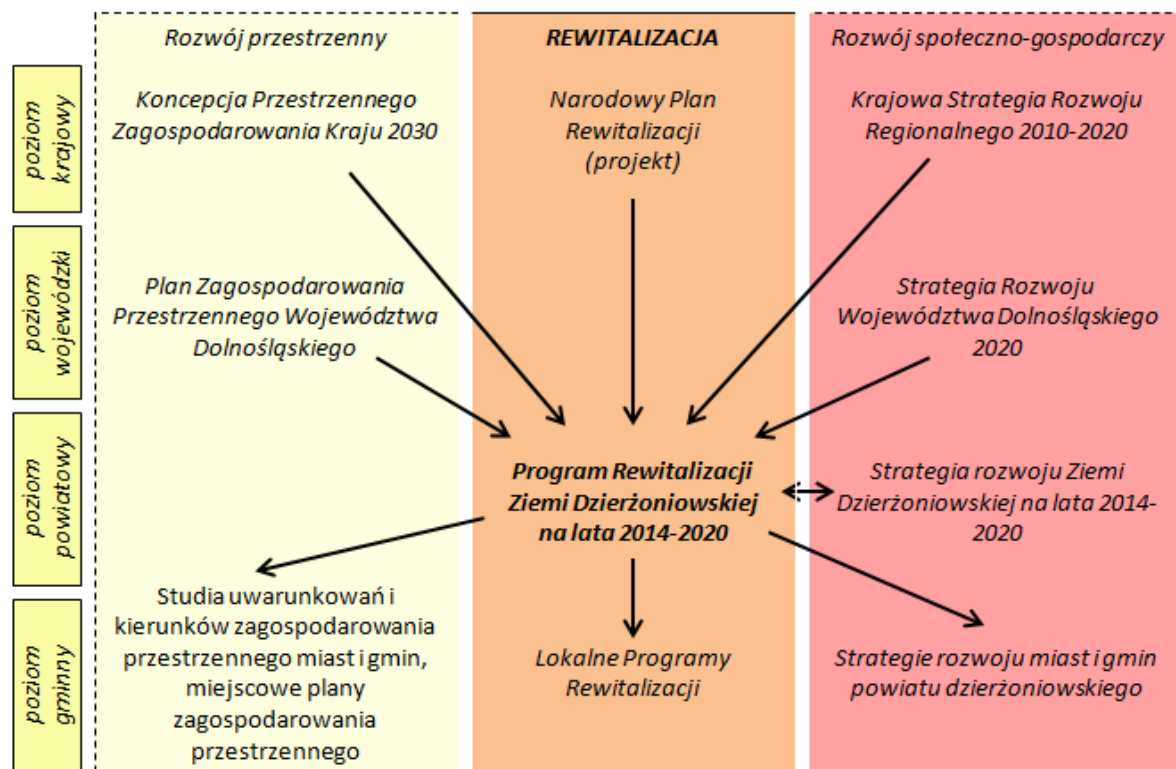 Rozwój przestrzenny
REWITALIZACJA
Rozwój społeczno-gospodarczy
poziom
krajowy
Koncepcja Przestrzennego
Zagospodarowania Kraju 2030
Narodowy Plan
Rewitalizacji
(projekt)
Krajowa Strategia Rozwoju
Regionalnego 2010-2020
poziom
wojewódzki
Plan Zagospodarowania
Przestrzennego Województwa
Dolnośląskiego
Strategia Rozwoju
Województwa Dolnośląskiego
2020
poziom
powiatowy
Program Rewitalizacji
Ziemi Dzierżoniowskiej
na lata 2014-2020
Strategia rozwoju Ziemi
Dzierżoniowskiej na lata 2014-
2020
poziom
gminny
Studia uwarunkowań i
kierunków zagospodarowania
przestrzennego miast i gmin,
miejscowe plany
zagospodarowania
przestrzennego
Lokalne Programy
Rewitalizacji
Strategie rozwoju miast i gmin
powiatu dzierżoniowskiego